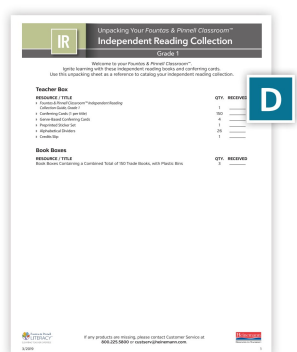 Unpacking Your Fountas & Pinnell Classroom™
IR
Independent Reading Collection
Grade 1
Welcome to your Fountas & Pinnell Classroom™.
Ignite learning with these independent reading books and conferring cards.
Use this unpacking sheet as a reference to catalog your independent reading collection.
D
Teacher Box
RESOURCE / TITLE QTY. RECEIVED
Fountas & Pinnell Classroom™ Independent Reading
Collection Guide, Grade 1 1
Conferring Cards (1 per title) 150
Genre-Based Conferring Cards 4
Preprinted Sticker Set 1
Alphabetical Dividers 26
Credits Slip 1
Book Boxes
RESOURCE / TITLE QTY. RECEIVED
Book Boxes Containing a Combined Total of 150 Trade Books, with Plastic Bins 3
Fountas & Pinnell
LITERACY
If any products are missing, please contact Customer Service at
800.225.5800 or custserv@heinemann.com.
Heinemann
1